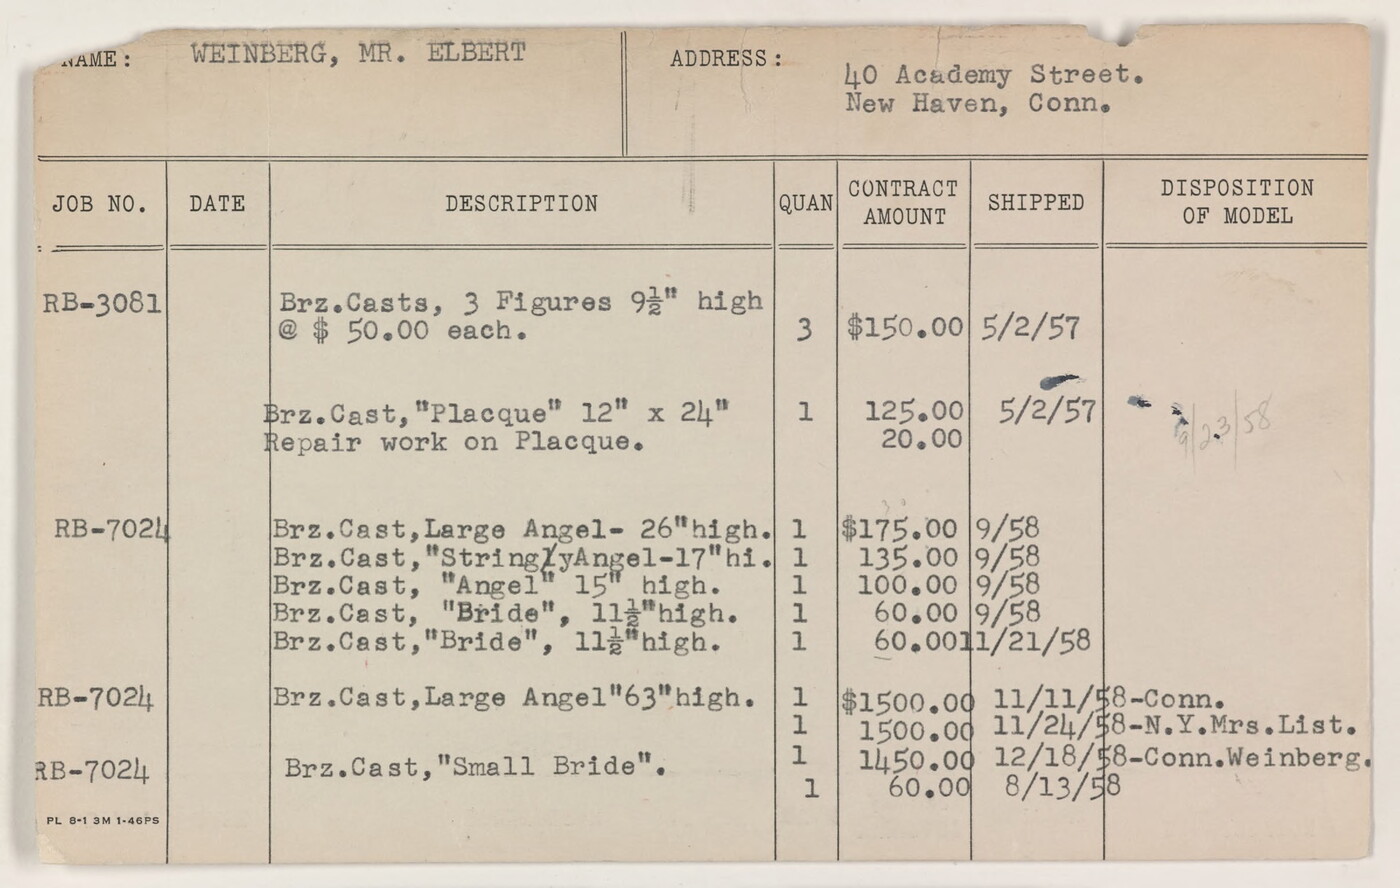 NAME: WEINBERG, MR. ELBERT ADDRESS: 40 Academy Street.
New Haven, Conn.
JOB NO. DATE DESCRIPTION QUAN CONTRACT AMOUNT SHIPPED DISPOSITION OF MODEL
RB-3081 Brz.Casts, 3 Figures 9½" high
@ $ 50.00 each. 3 $150.00 5/2/57
Brz.Cast,"Placque" 12" x 24" 1 125.00 5/2/57 9/23/58
Repair work on Placque. 20.00
RB-7024 Brz.Cast,Large Angel- 26"high. 1 $175.00 9/58
Brz.Cast,"StringlyAngel-17"hi. 1 135.00 9/58
Brz.Cast, "Angel" 15" high. 1 100.00 9/58
Brz.Cast, "Bride", 11½"high. 1 60.00 9/58
Brz.Cast,"Bride", 11½"high. 1 60.00 11/21/58
RB-7024 Brz.Cast,Large Angel"63"high. 1 $1500.00 11/11/58-Conn.
1 1500.00 11/24/58-N.Y.Mrs.List.
1 1450.00 12/18/58-Conn.Weinberg.
RB-7024 Brz.Cast,"Small Bride". 1 60.00 8/13/58
PL 8-1 3M 1-46PS